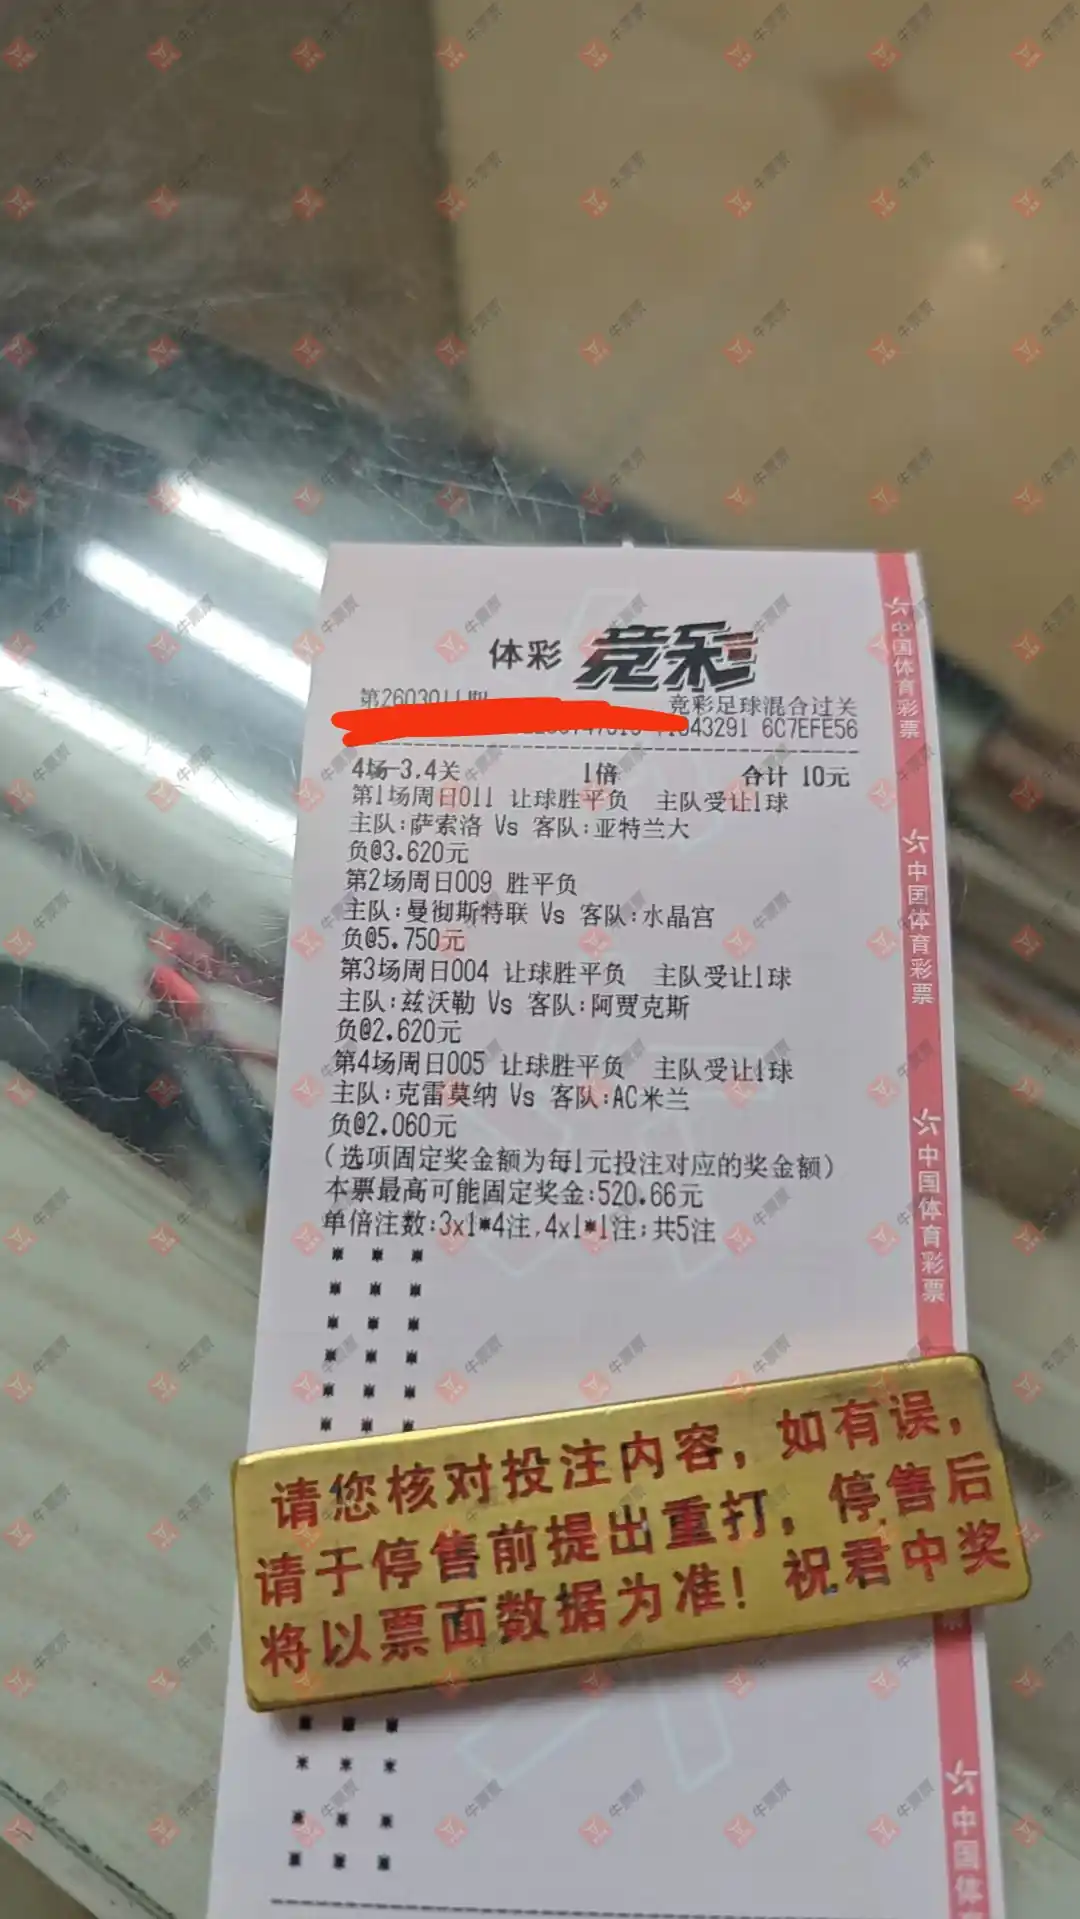 体彩 竞彩
竞彩足球混合过关
43291 6C7EFE56
4场-3.4关 1倍 合计 10元
第1场周日011 让球胜平负 主队受让1球
主队:萨索洛 Vs 客队:亚特兰大
负@3.620元
第2场周日009 胜平负
主队:曼彻斯特联 Vs 客队:水晶宫
负@5.750元
第3场周日004 让球胜平负 主队受让1球
主队:兹沃勒 Vs 客队:阿贾克斯
负@2.620元
第4场周日005 让球胜平负 主队受让1球
主队:克雷莫纳 Vs 客队:AC米兰
负@2.060元
(选项固定奖金额为每1元投注对应的奖金额)
本票最高可能固定奖金:520.66元
单倍注数:3x1*4注,4x1*1注;共5注
请您核对投注内容，如有误，
请于停售前提出重打，停售后
将以票面数据为准！祝君中奖
中国体育彩票
中国体育彩票
中国体育彩票
中国体
牛票票